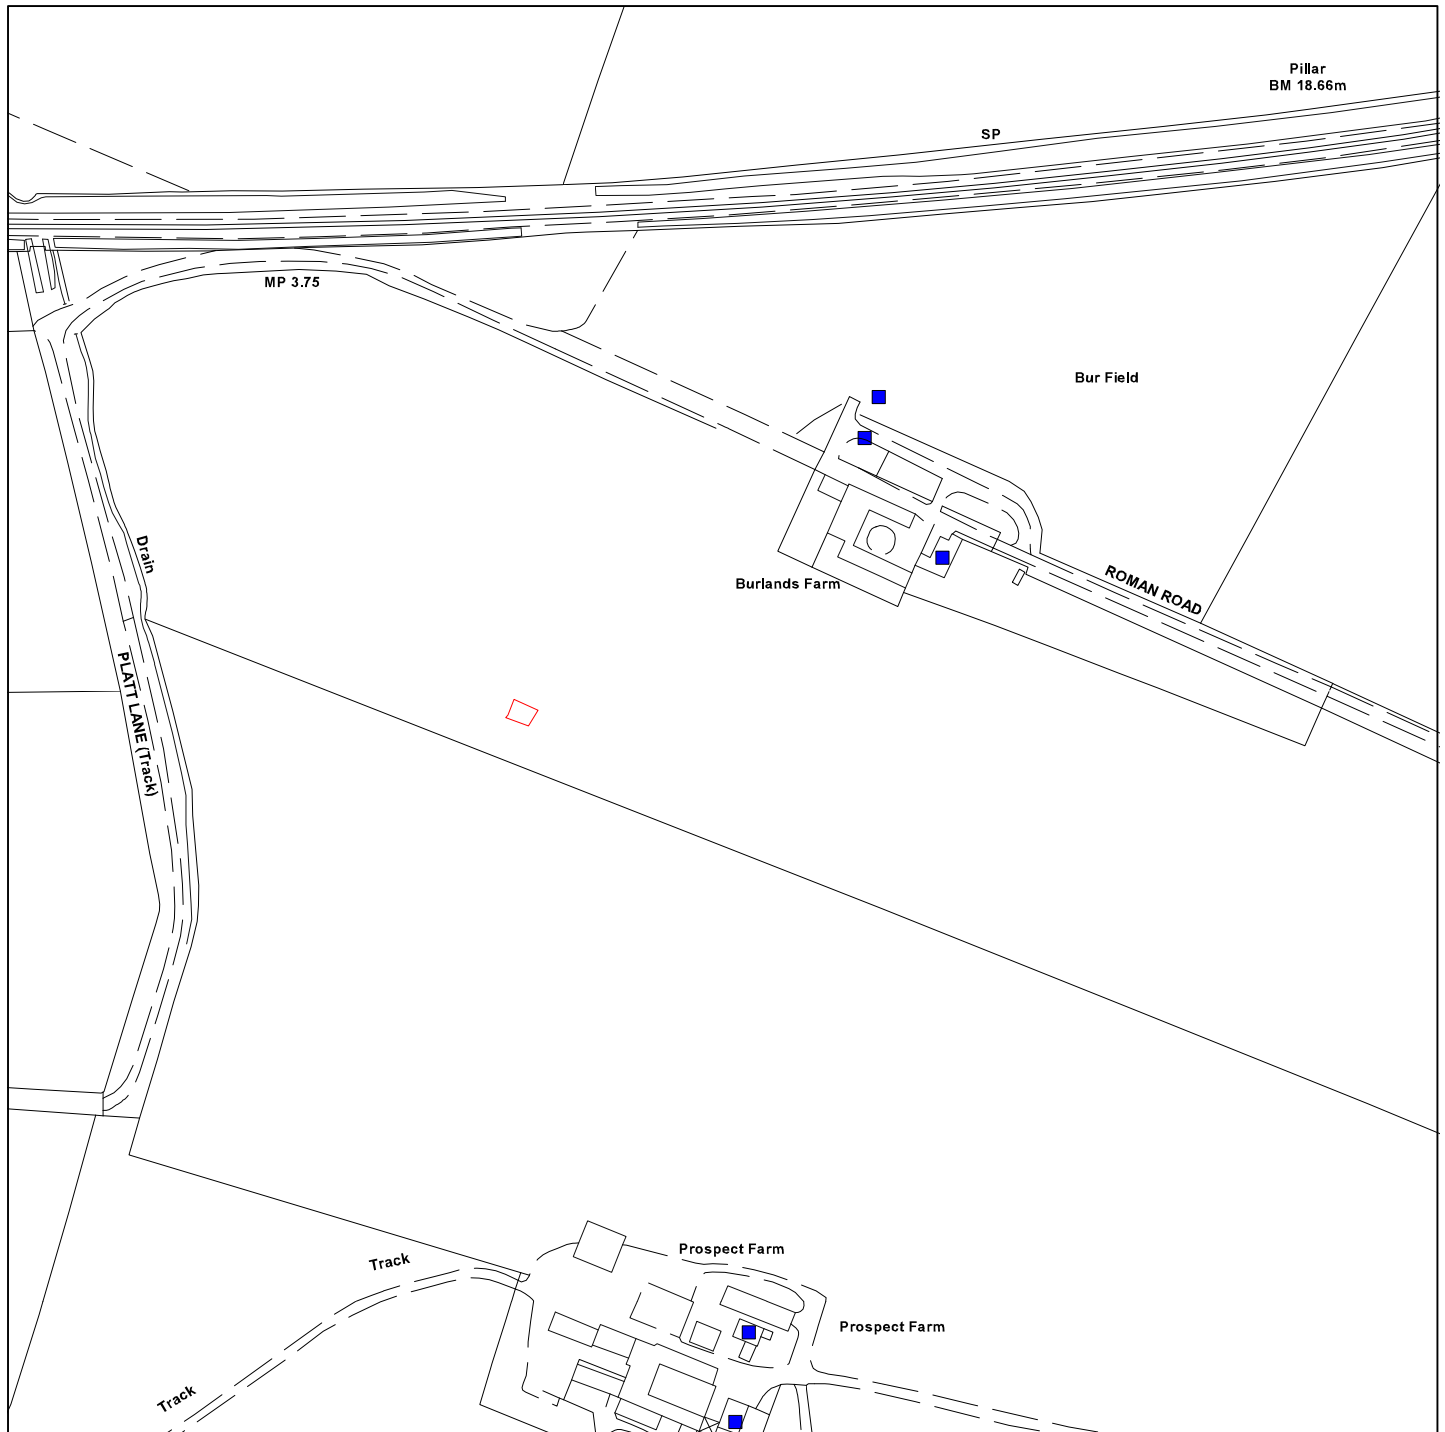 Pillar
BM 18.66m
SP
MP 3.75
Bur Field
Drain
Burlands Farm
ROMAN ROAD
PLATT LANE (Track)
Prospect Farm
Track
Prospect Farm
Track